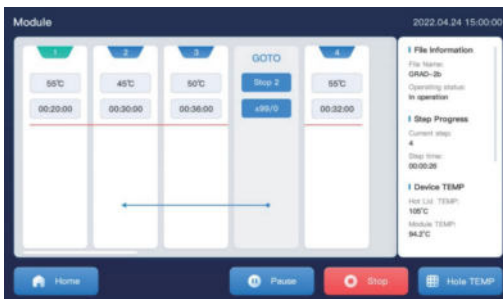 Module
2022.04.24 15:00:00
1
2
3
GOTO
4
55℃
45℃
50℃
Stop 2
55℃
00:20:00
00:30:00
00:36:00
x99/0
00:32:00
File Information
File Name:
GRAD-2b
Operating status:
In operation
Step Progress
Current step:
4
Step time:
00:00:26
Device TEMP
Hot Lid TEMP:
105℃
Module TEMP:
94.2℃
Home
Pause
Stop
Hole TEMP